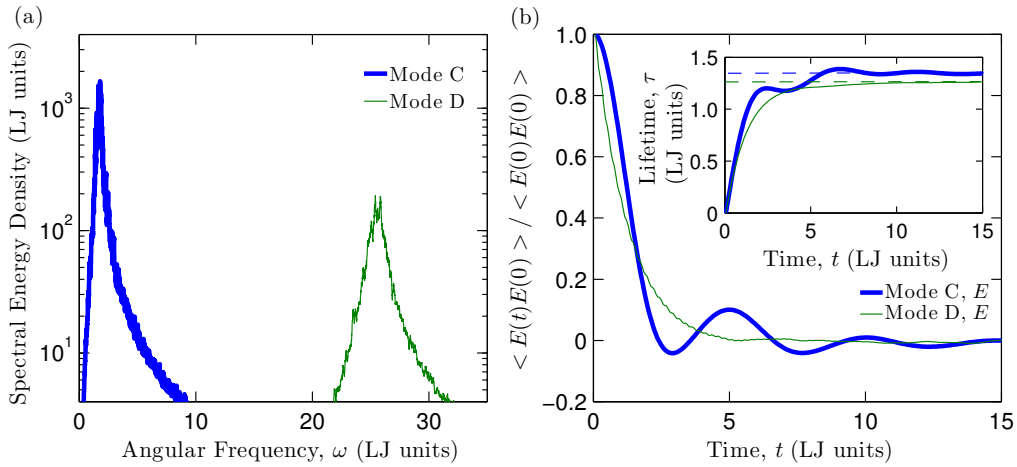 (a)
Spectral Energy Density (LJ units)
10^3
10^2
10^1
0
10
20
30
Angular Frequency, ω (LJ units)
Mode C
Mode D
(b)
< E(t)E(0) > / < E(0)E(0) >
1.0
0.8
0.6
0.4
0.2
0
−0.2
0
5
10
15
Time, t (LJ units)
Mode C, E
Mode D, E
Lifetime, τ
(LJ units)
1.5
1.0
0.5
0
0
5
10
15
Time, t (LJ units)